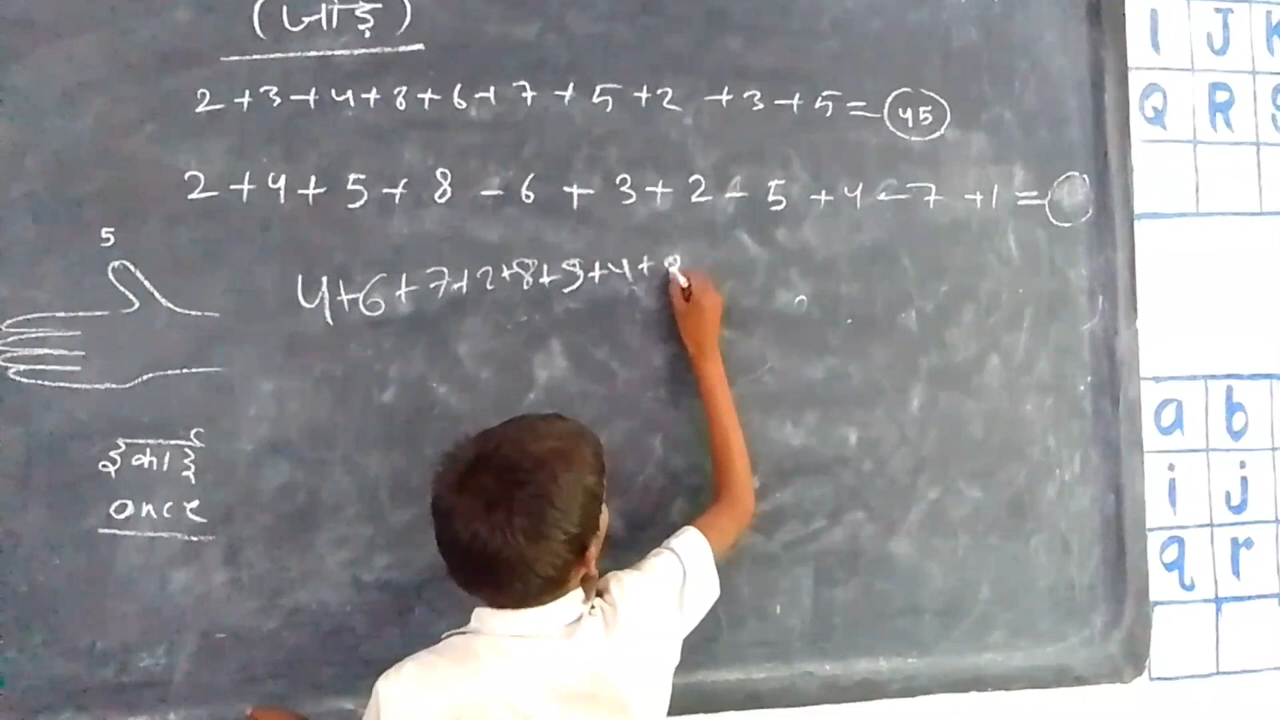 (जोड़)
2+3+4+8+6+7+5+2+3+5=45
2+4+5+8-6+3+2-5+4-7+1=
5
4+6+7+2+8+9+4+8
once
I J K
Q R S
a b
i j
q r